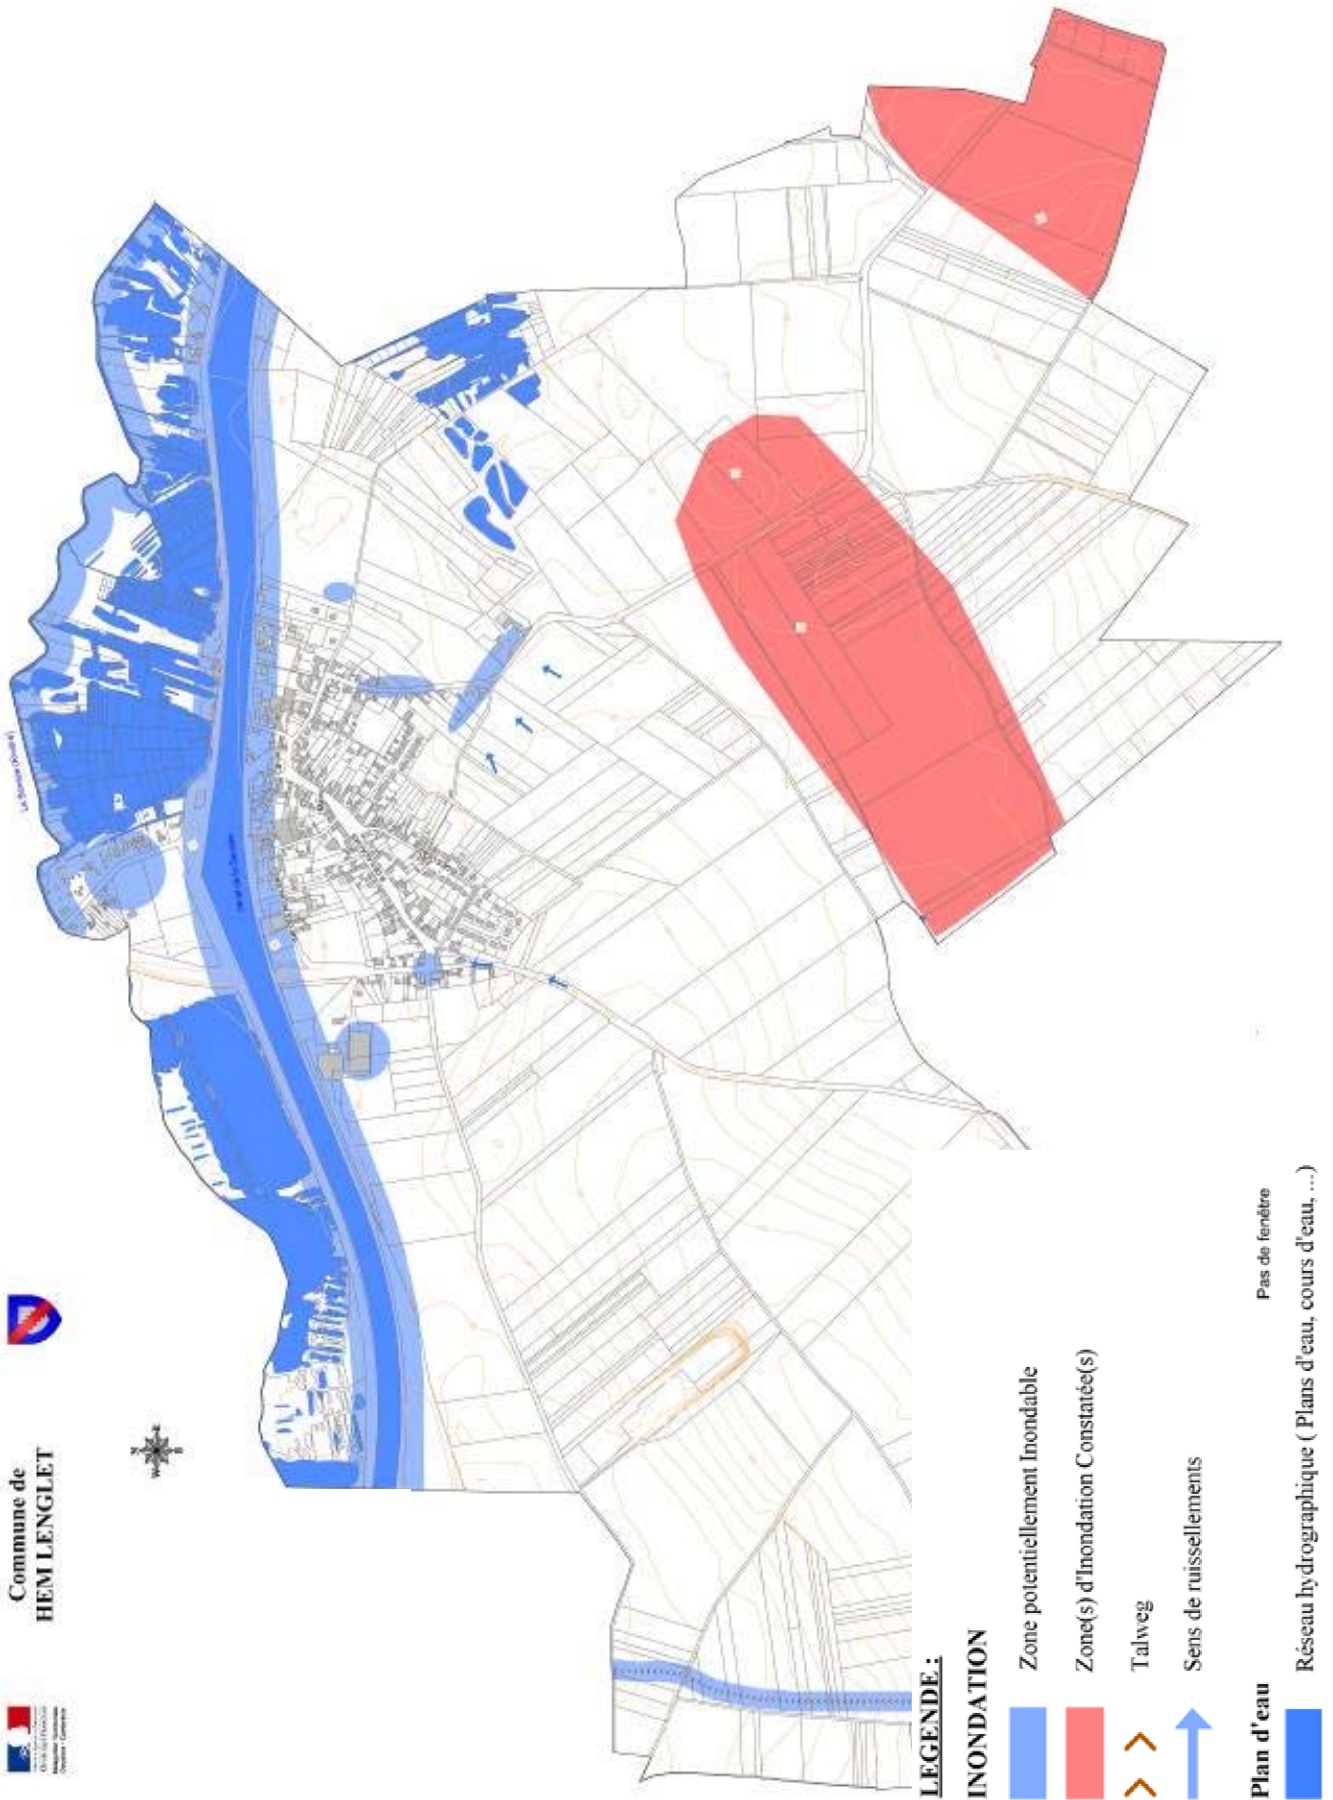 Commune de
HEM LENGLET
LEGENDE :
INONDATION
Zone potentiellement Inondable
Zone(s) d'Inondation Constatée(s)
Talweg
Sens de ruissellements
Plan d'eau
Réseau hydrographique ( Plans d'eau, cours d'eau, ...)
Pas de fenêtre